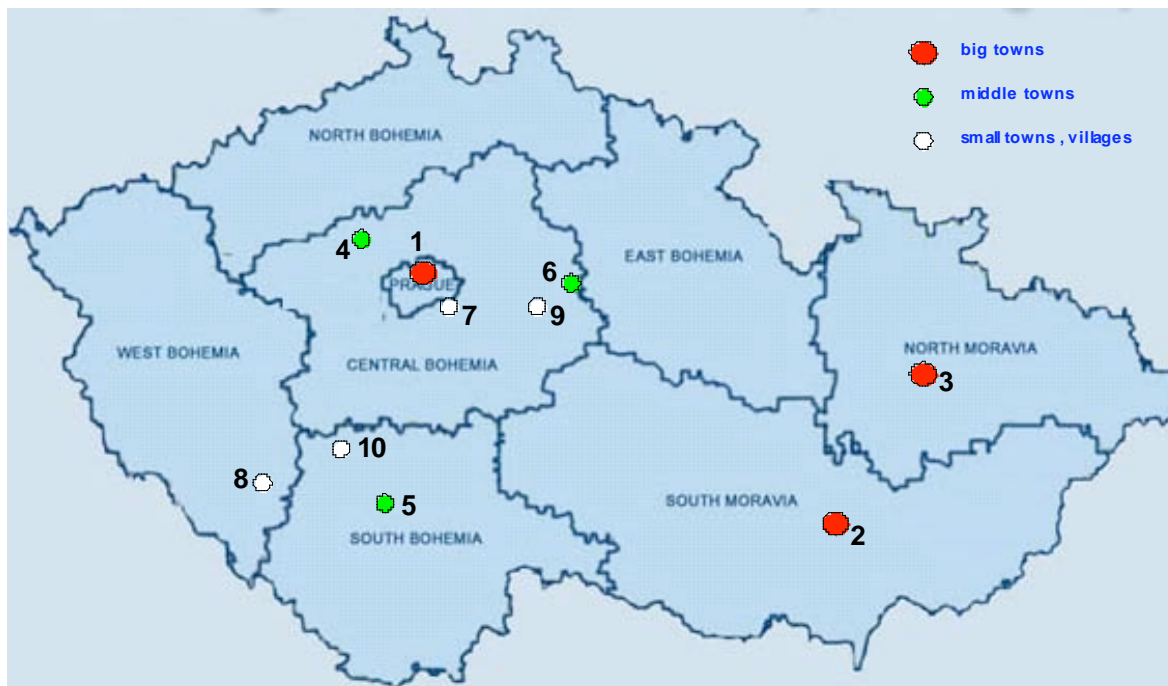 big towns
middle towns
small towns , villages
NORTH BOHEMIA
4
1
PRAGUE
6
EAST BOHEMIA
7
9
WEST BOHEMIA
CENTRAL BOHEMIA
NORTH MORAVIA
3
10
8
5
SOUTH MORAVIA
SOUTH BOHEMIA
2